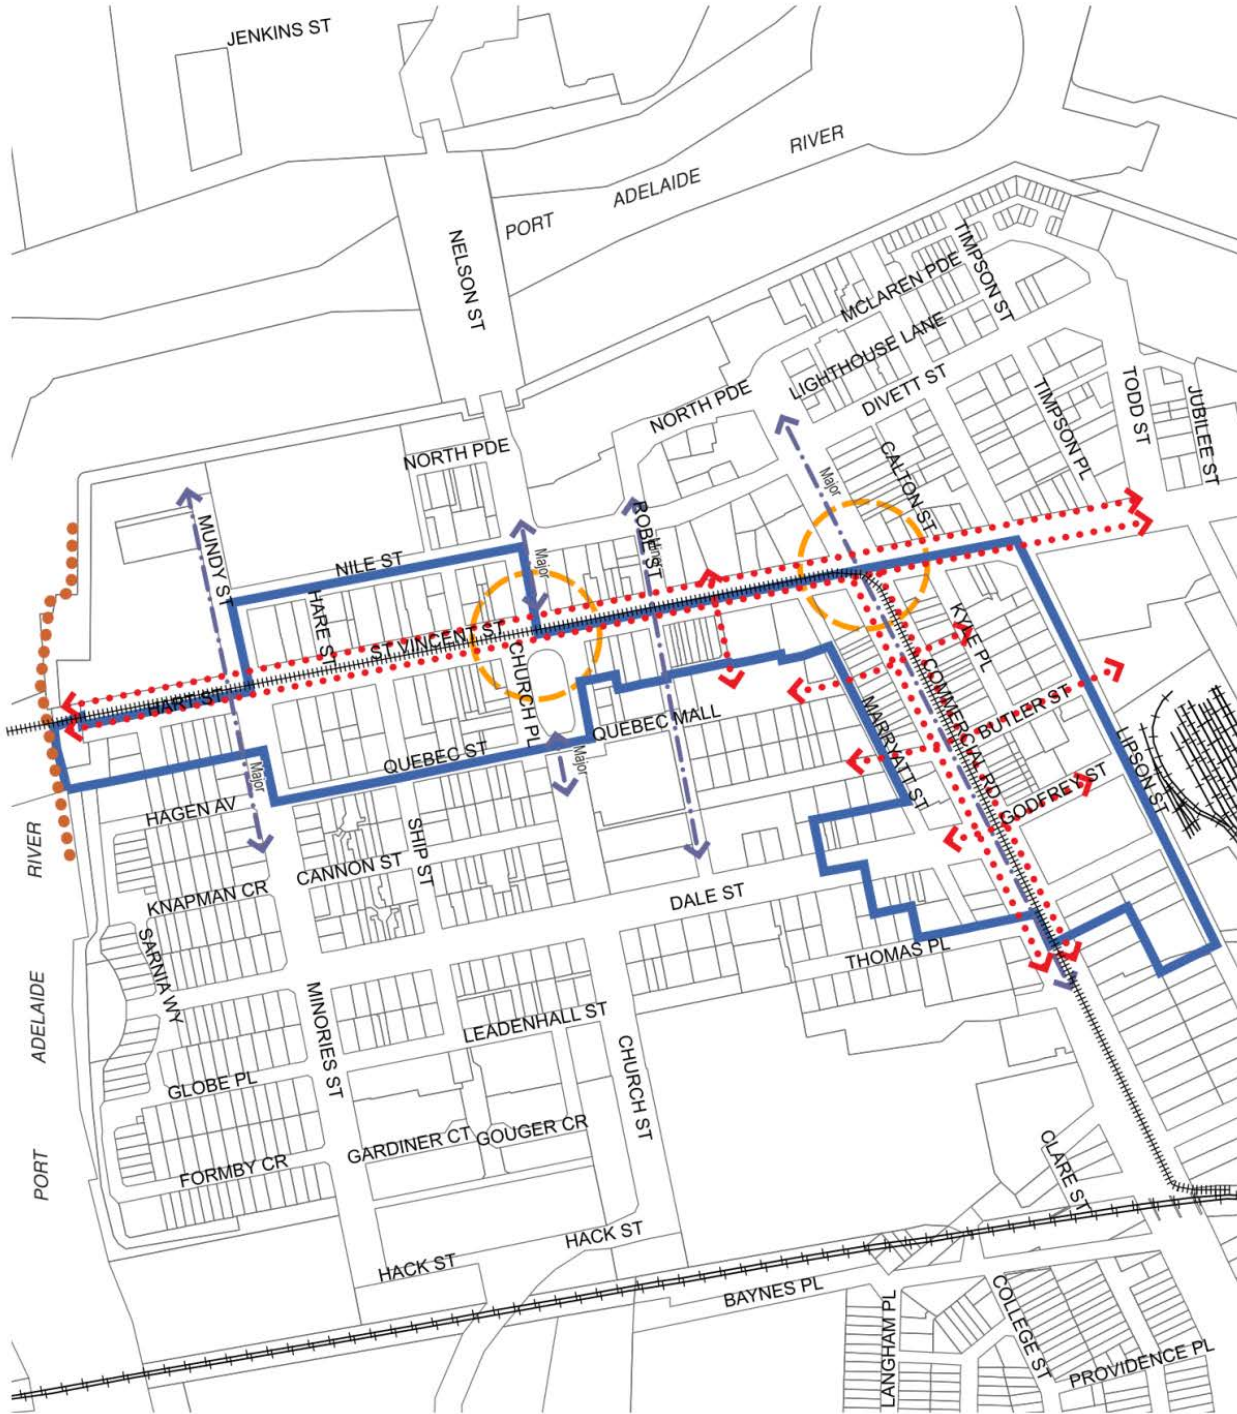 JENKINS ST
RIVER
ADELAIDE
PORT
NELSON ST
TIMPSON ST
MCLAREN PDE
LIGHTHOUSE LANE
DIVETT ST
NORTH PDE
TODD ST
JUBILEE ST
TIMPSON PL
NORTH PDE
CALTON ST
Major
MUNDY ST
ROBE ST
Minor
NILE ST
Major
HARE ST
ST VINCENT ST
KYLE PL
CHURCH PL
HART ST
COMMERCIAL RD
MARRYATT ST
BUTLER ST
QUEBEC MALL
QUEBEC ST
Major
Major
LIPSON ST
GODFREY ST
HAGEN AV
SHIP ST
CANNON ST
RIVER
KNAPMAN CR
DALE ST
SARNIA WY
THOMAS PL
ADELAIDE
MINORIES ST
LEADENHALL ST
CHURCH ST
GLOBE PL
GARDINER CT
GOUGER CR
PORT
FORMBY CR
CLARE ST
HACK ST
HACK ST
BAYNES PL
LANGHAM PL
COLLEGE ST
PROVIDENCE PL